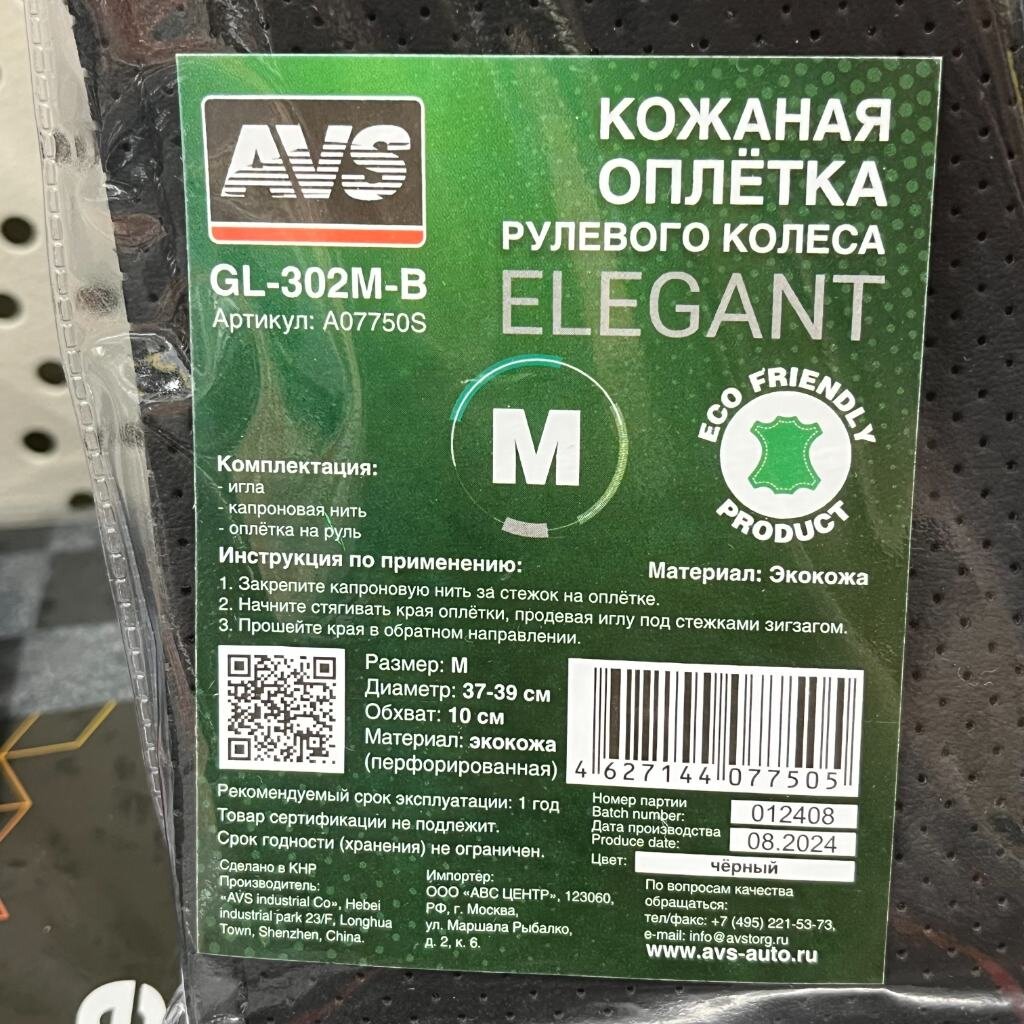 AVS
GL-302M-B
Артикул: A07750S
КОЖАНАЯ
ОПЛЁТКА
РУЛЕВОГО КОЛЕСА
ELEGANT
M
ECO FRIENDLY
PRODUCT
Комплектация:
- игла
- капроновая нить
- оплётка на руль
Материал: Экокожа
Инструкция по применению:
1. Закрепите капроновую нить за стежок на оплётке.
2. Начните стягивать края оплётки, продевая иглу под стежками зигзагом.
3. Прошейте края в обратном направлении.
Размер: M
Диаметр: 37-39 см
Обхват: 10 см
Материал: экокожа
(перфорированная)
4 627144 077505
Рекомендуемый срок эксплуатации: 1 год
Товар сертификации не подлежит.
Срок годности (хранения) не ограничен.
Номер партии
Batch number:
012408
Дата производства
Produce date:
08.2024
Цвет:
чёрный
Сделано в КНР
Производитель:
«AVS industrial Co», Hebei
industrial park 23/F, Longhua
Town, Shenzhen, China.
Импортёр:
ООО «АВС ЦЕНТР», 123060,
РФ, г. Москва,
ул. Маршала Рыбалко,
д. 2, к. 6.
По вопросам качества
обращаться:
тел/факс: +7 (495) 221-53-73,
e-mail: info@avstorg.ru
www.avs-auto.ru